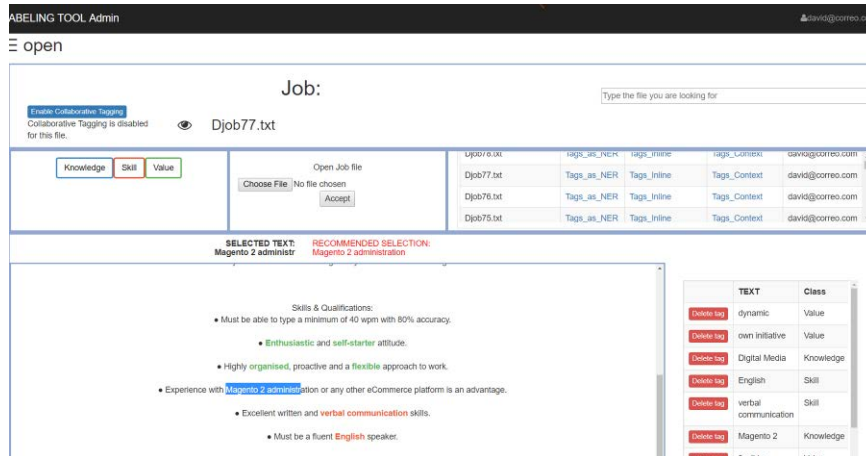 ABELING TOOL Admin
david@correo.c
open
Job:
Type the file you are looking for
Enable Collaborative Tagging
Collaborative Tagging is disabled
for this file.
Djob77.txt
Knowledge Skill Value
Open Job file
Choose File No file chosen
Accept
Djob78.txt Tags_as_NER Tags_Inline Tags_Context david@correo.com
Djob77.txt Tags_as_NER Tags_Inline Tags_Context david@correo.com
Djob76.txt Tags_as_NER Tags_Inline Tags_Context david@correo.com
Djob75.txt Tags_as_NER Tags_Inline Tags_Context david@correo.com
SELECTED TEXT: RECOMMENDED SELECTION:
Magento 2 administr Magento 2 administration
Skills & Qualifications:
● Must be able to type a minimum of 40 wpm with 80% accuracy.
● Enthusiastic and self-starter attitude.
● Highly organised, proactive and a flexible approach to work.
● Experience with Magento 2 administration or any other eCommerce platform is an advantage.
● Excellent written and verbal communication skills.
● Must be a fluent English speaker.
TEXT Class
Delete tag dynamic Value
Delete tag own initiative Value
Delete tag Digital Media Knowledge
Delete tag English Skill
Delete tag verbal communication Skill
Delete tag Magento 2 Knowledge